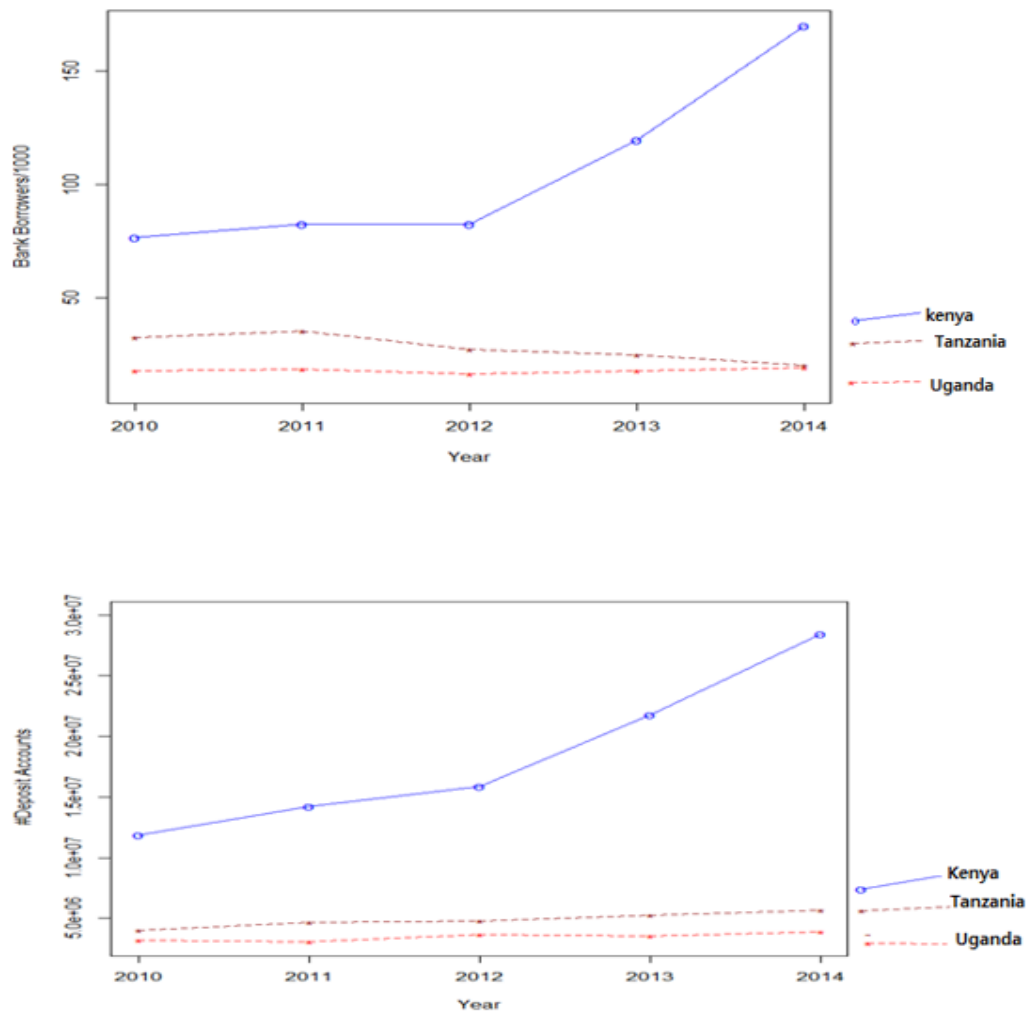 Bank Borrowers/1000
150
100
50
2010 2011 2012 2013 2014
Year
kenya
Tanzania
Uganda
#Deposit Accounts
3.0e+07
2.5e+07
2.0e+07
1.5e+07
1.0e+07
5.0e+06
2010 2011 2012 2013 2014
Year
Kenya
Tanzania
Uganda